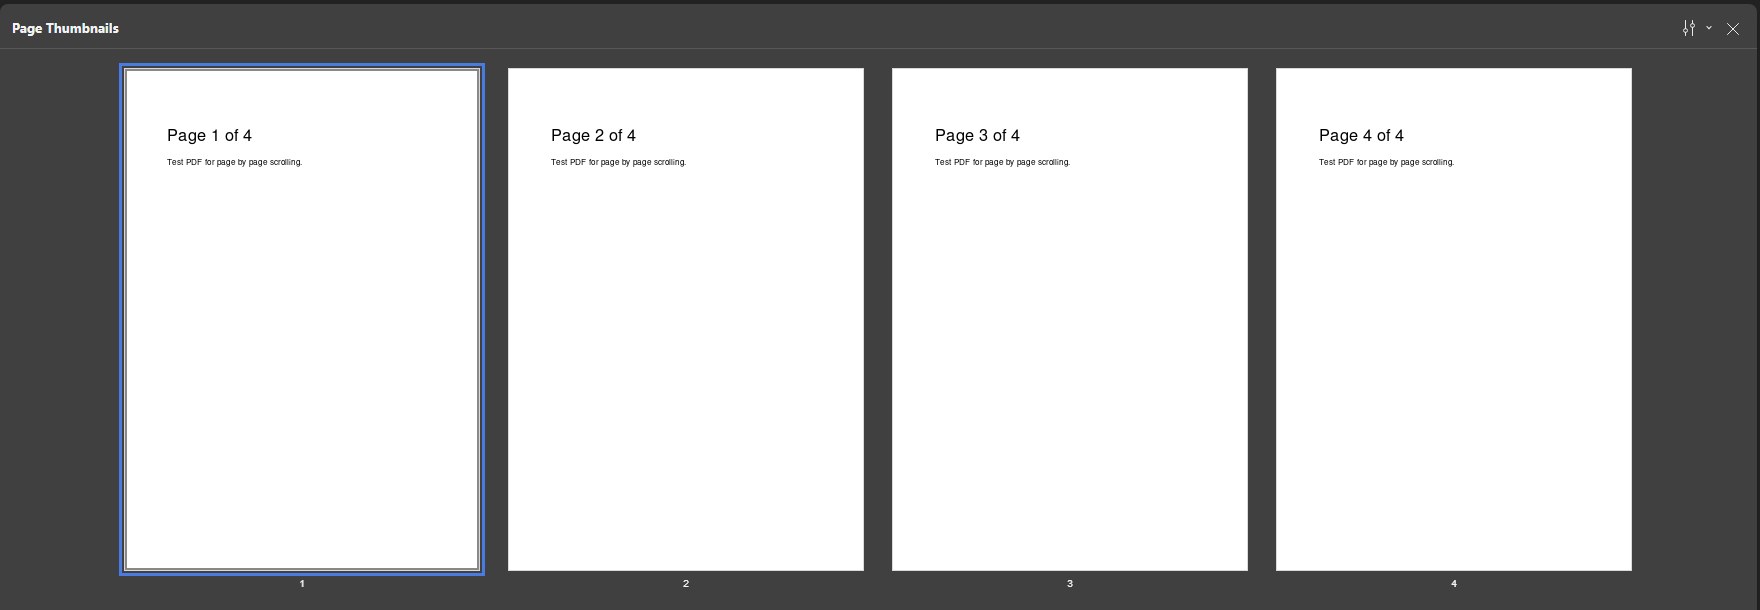 Page Thumbnails
Page 1 of 4
Test PDF for page by page scrolling.
1
Page 2 of 4
Test PDF for page by page scrolling.
2
Page 3 of 4
Test PDF for page by page scrolling.
3
Page 4 of 4
Test PDF for page by page scrolling.
4